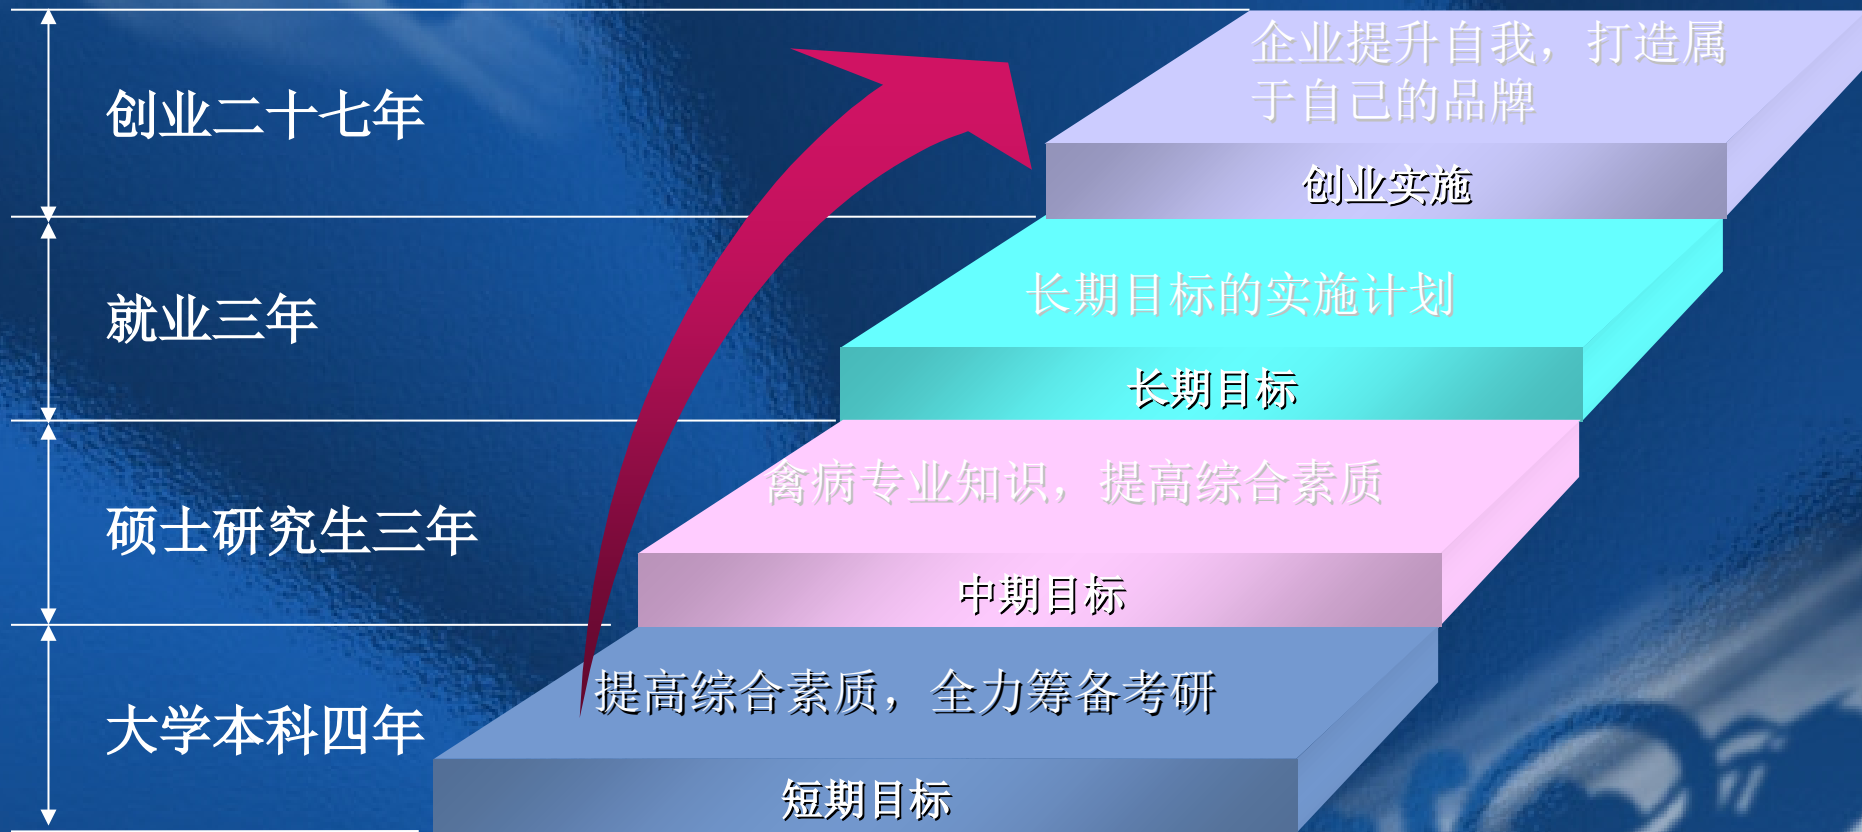 企业提升自我，打造属
于自己的品牌
创业二十七年
创业实施
长期目标的实施计划
就业三年
长期目标
禽病专业知识，提高综合素质
硕士研究生三年
中期目标
提高综合素质，全力筹备考研
大学本科四年
短期目标